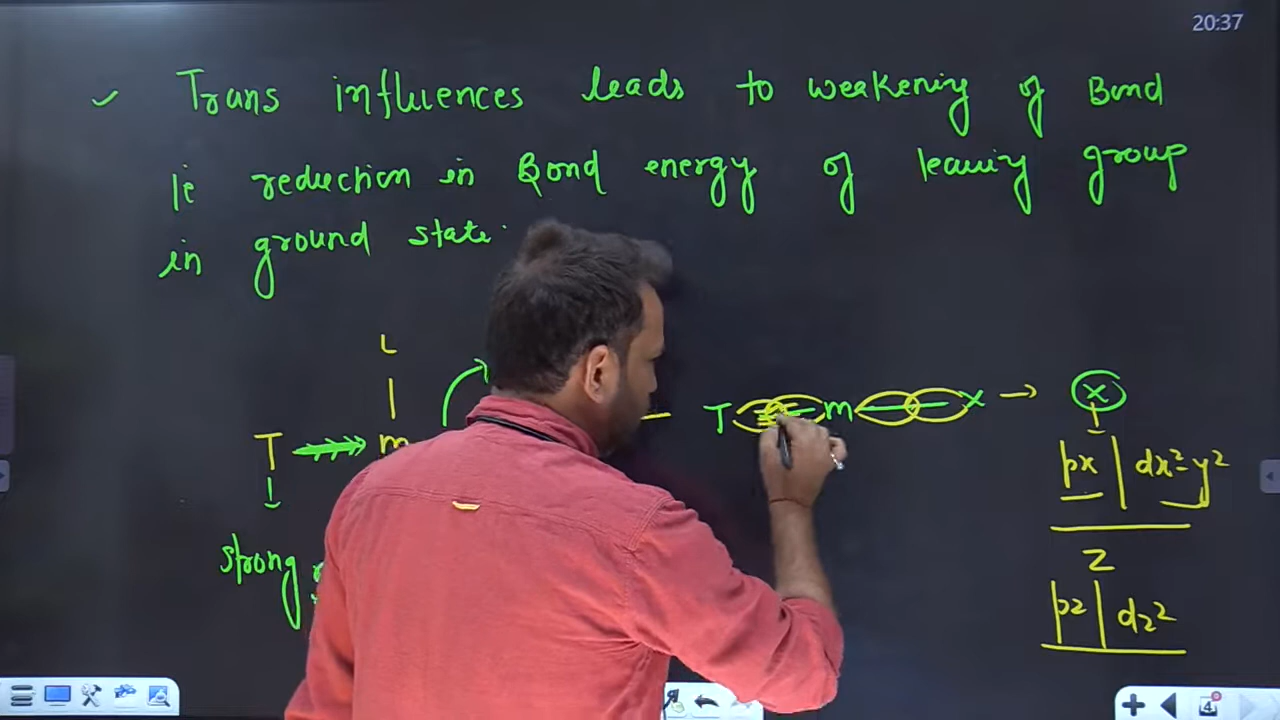 20:37
Trans influences leads to weakening of Bond
ie reduction in Bond energy of leaving group
in ground state.
L
T m
T m x → x
px | dx²-y²
strong
z
pz | dz²
4